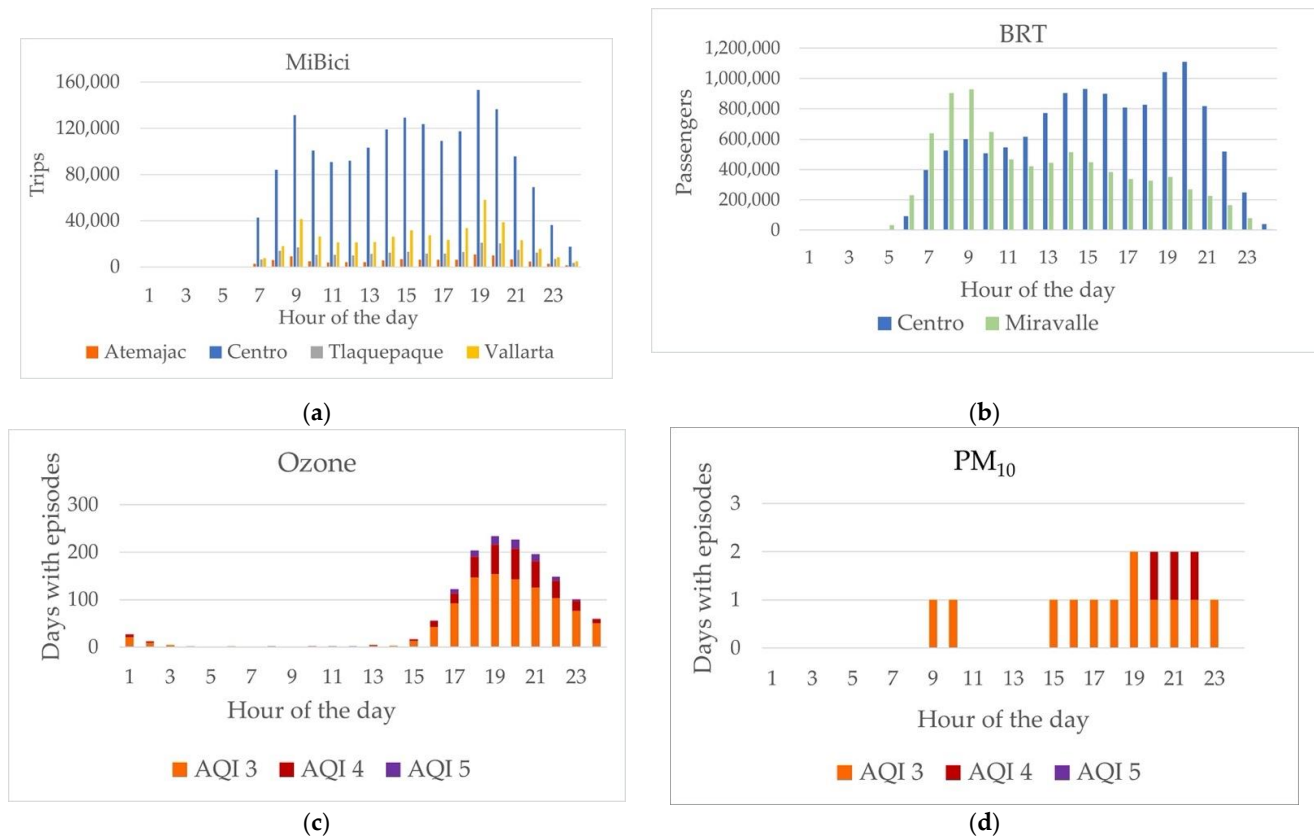 MiBici
160,000
120,000
80,000
40,000
0
Trips
1 3 5 7 9 11 13 15 17 19 21 23
Hour of the day
Atemajac Centro Tlaquepaque Vallarta
(a)
BRT
1,200,000
1,000,000
800,000
600,000
400,000
200,000
0
Passengers
1 3 5 7 9 11 13 15 17 19 21 23
Hour of the day
Centro Miravalle
(b)
Ozone
300
200
100
0
Days with episodes
1 3 5 7 9 11 13 15 17 19 21 23
Hour of the day
AQI 3 AQI 4 AQI 5
(c)
PM₁₀
3
2
1
0
Days with episodes
1 3 5 7 9 11 13 15 17 19 21 23
Hour of the day
AQI 3 AQI 4 AQI 5
(d)